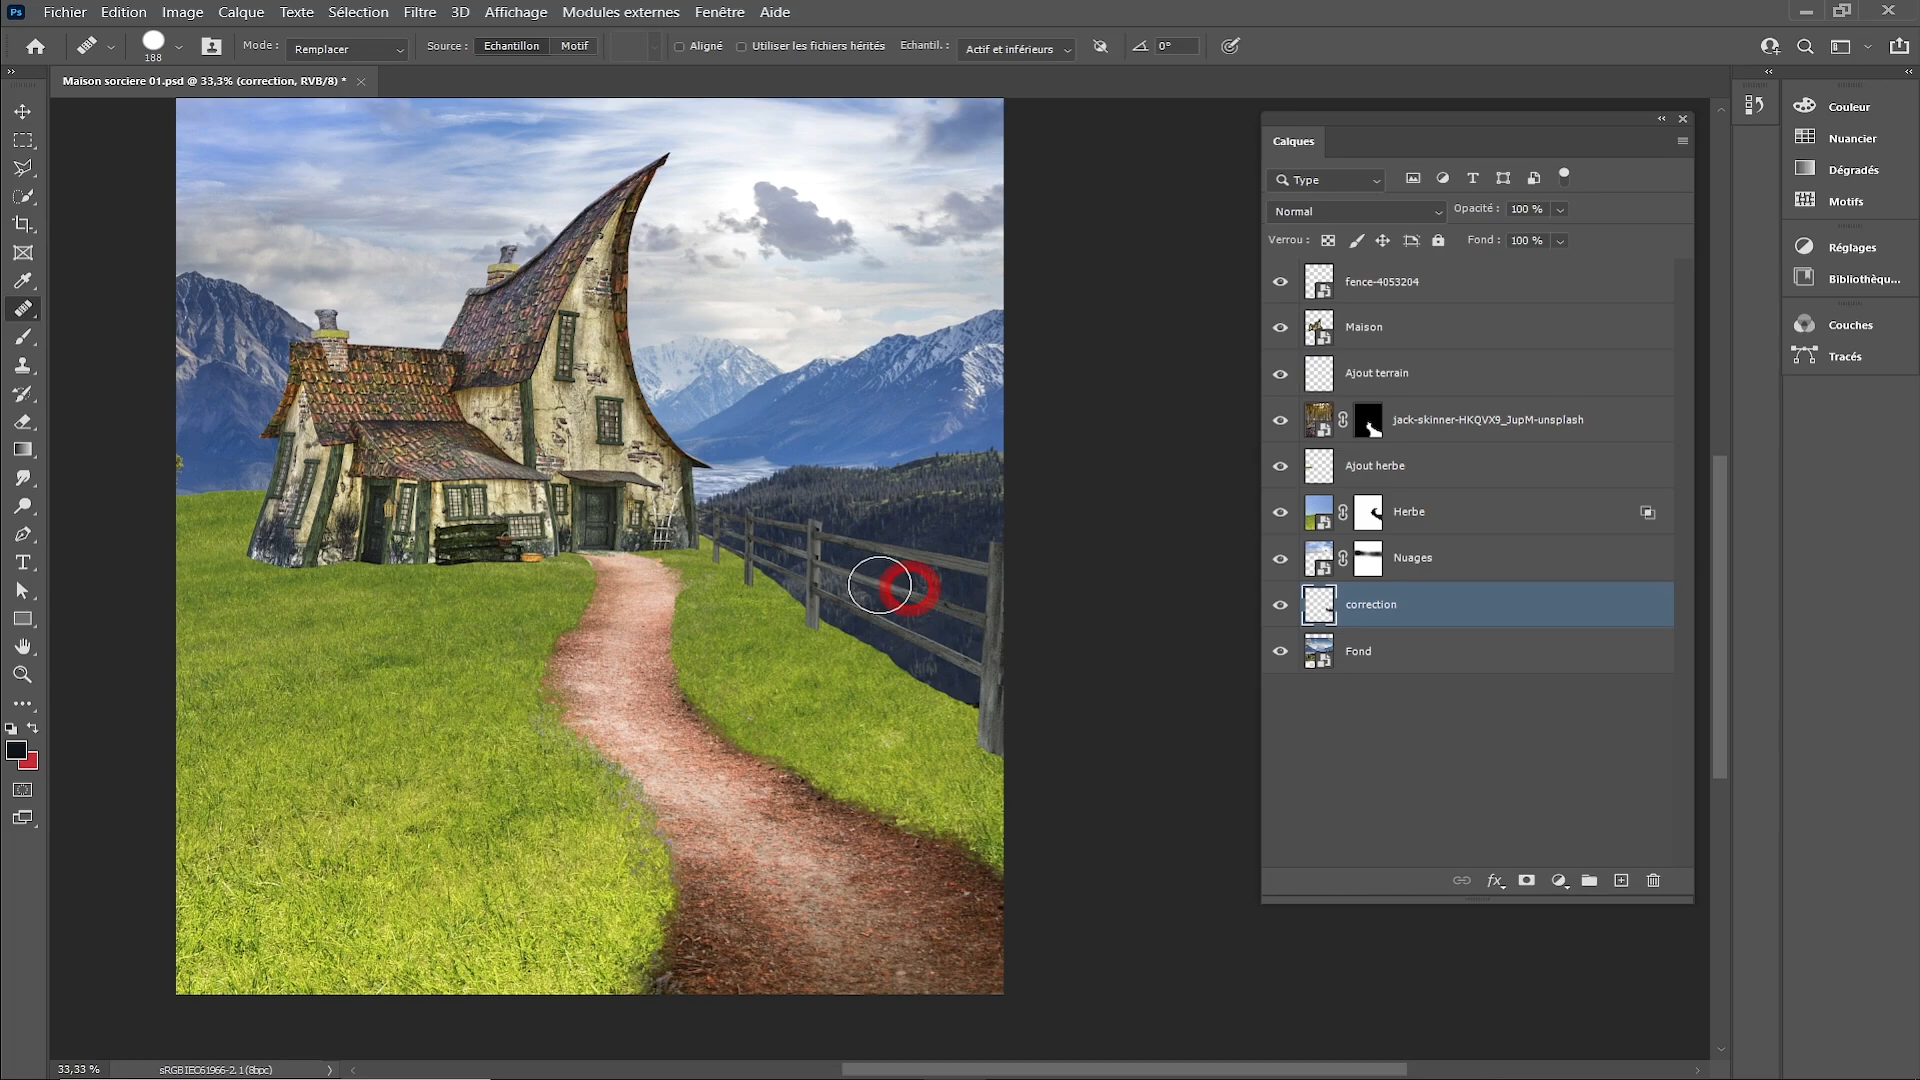 Ps Fichier Edition Image Calque Texte Sélection Filtre 3D Affichage Modules externes Fenêtre Aide
188 Mode : Remplacer Source : Echantillon Motif Aligné Utiliser les fichiers hérités Echantil. : Actif et inférieurs 0°
Maison sorciere 01.psd @ 33,3% (correction, RVB/8) *
Calques
Type
Normal Opacité : 100 %
Verrou : Fond : 100 %
fence-4053204
Maison
Ajout terrain
jack-skinner-HKQVX9_JupM-unsplash
Ajout herbe
Herbe
Nuages
correction
Fond
fx
Couleur
Nuancier
Dégradés
Motifs
Réglages
Bibliothèqu...
Couches
Tracés
33,33 % sRGB IEC61966-2.1 (8bpc)